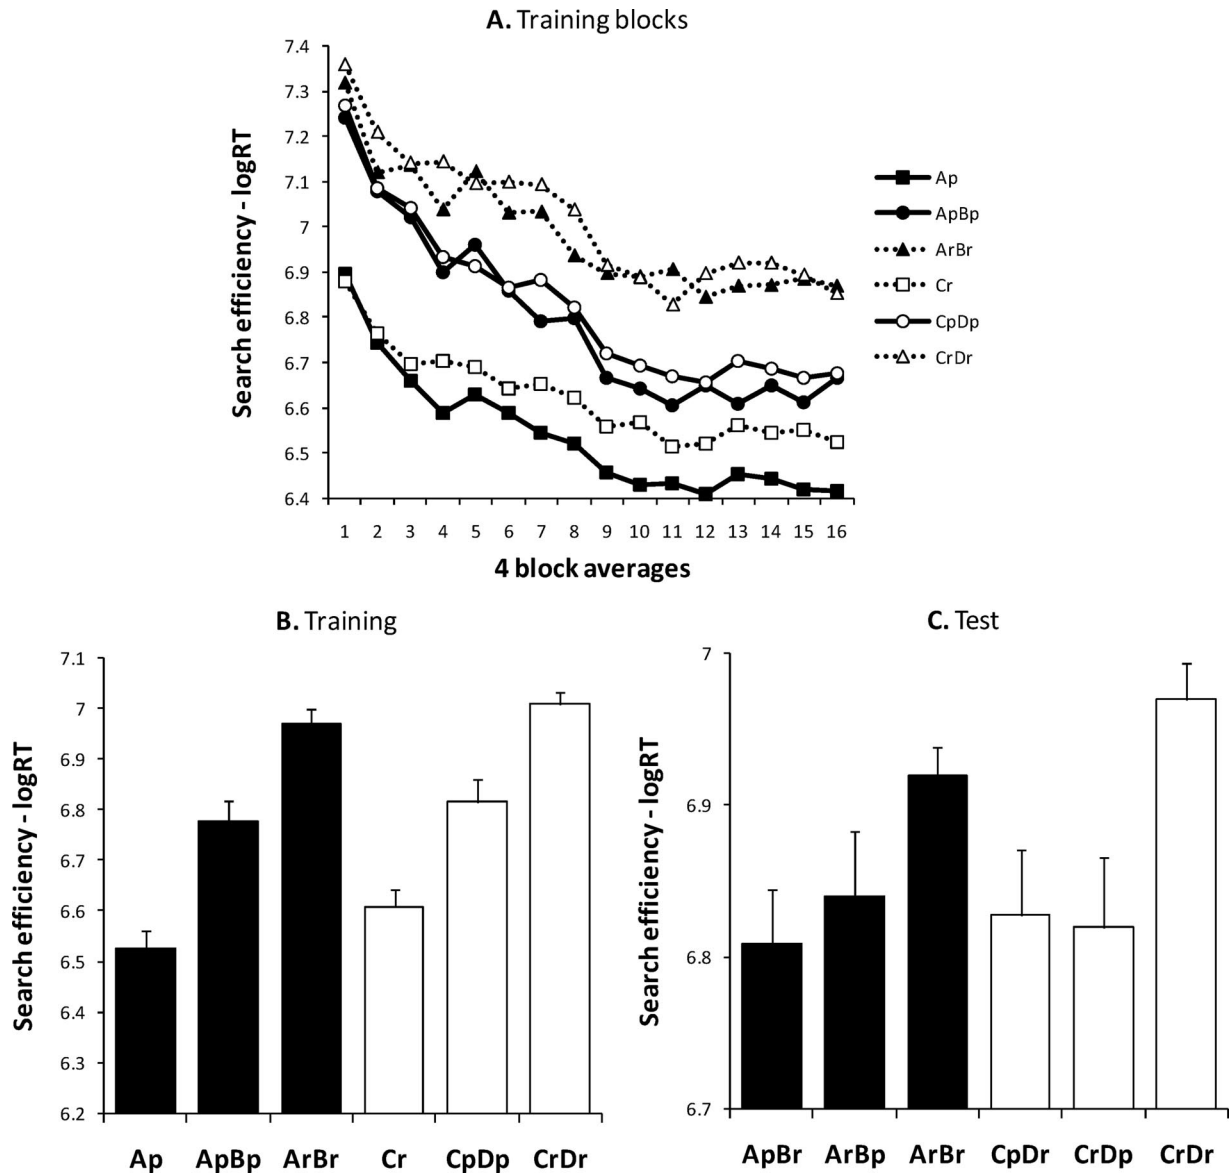 A. Training blocks
Search efficiency - logRT
7.4
7.3
7.2
7.1
7
6.9
6.8
6.7
6.6
6.5
6.4
1 2 3 4 5 6 7 8 9 10 11 12 13 14 15 16
4 block averages
Ap
ApBp
ArBr
Cr
CpDp
CrDr
B. Training
Search efficiency - logRT
7.1
7
6.9
6.8
6.7
6.6
6.5
6.4
6.3
6.2
Ap ApBp ArBr Cr CpDp CrDr
C. Test
Search efficiency - logRT
7
6.9
6.8
6.7
ApBr ArBp ArBr CpDr CrDp CrDr